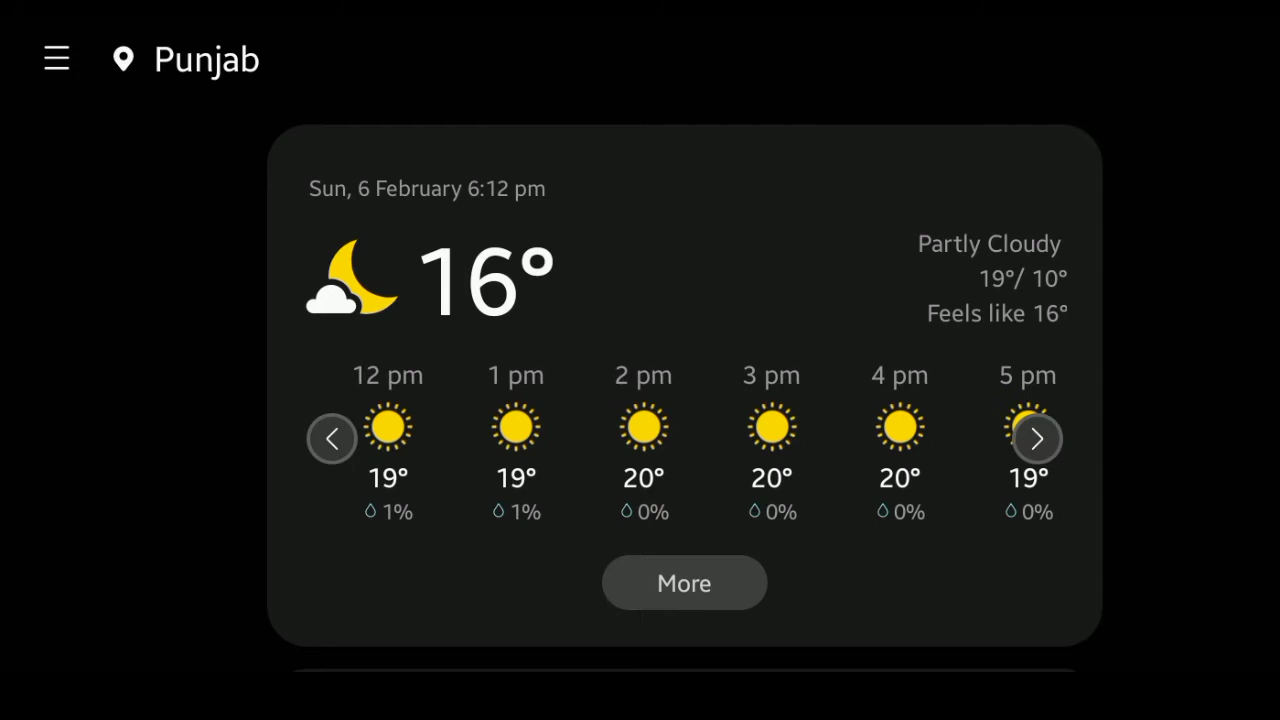 Punjab
Sun, 6 February 6:12 pm
16°
Partly Cloudy
19°/ 10°
Feels like 16°
12 pm 1 pm 2 pm 3 pm 4 pm 5 pm
19° 19° 20° 20° 20° 19°
1% 1% 0% 0% 0% 0%
More